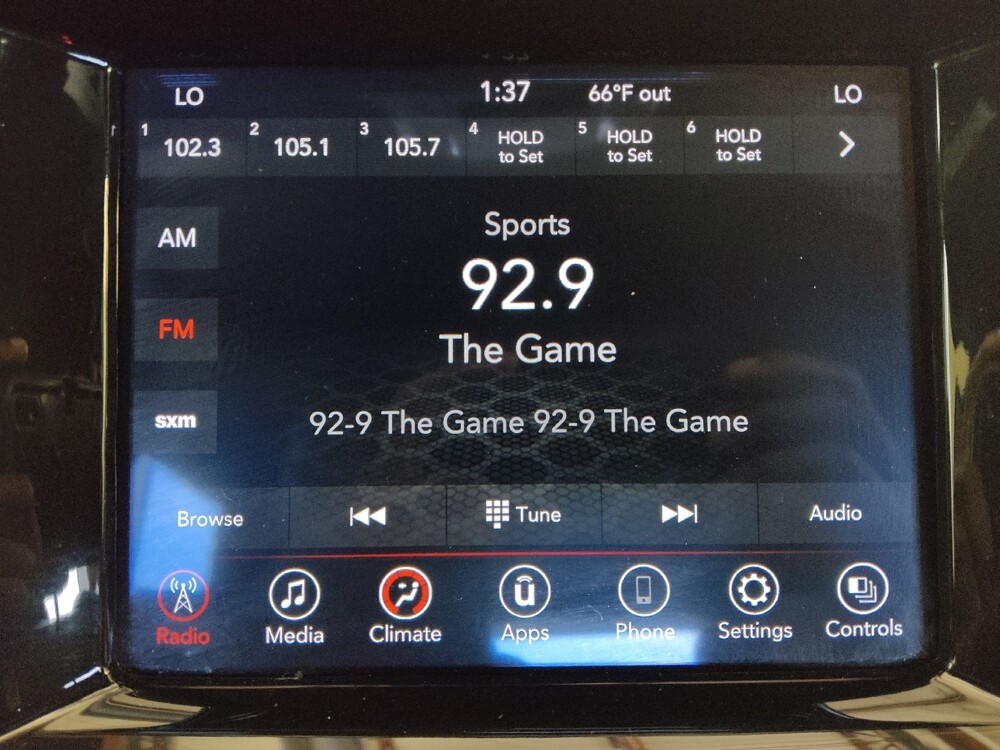 LO 1:37 66°F out LO
1 102.3 2 105.1 3 105.7 4 HOLD to Set 5 HOLD to Set 6 HOLD to Set
AM
FM
sxm
Sports
92.9
The Game
92-9 The Game 92-9 The Game
Browse Tune Audio
Radio Media Climate Apps Phone Settings Controls